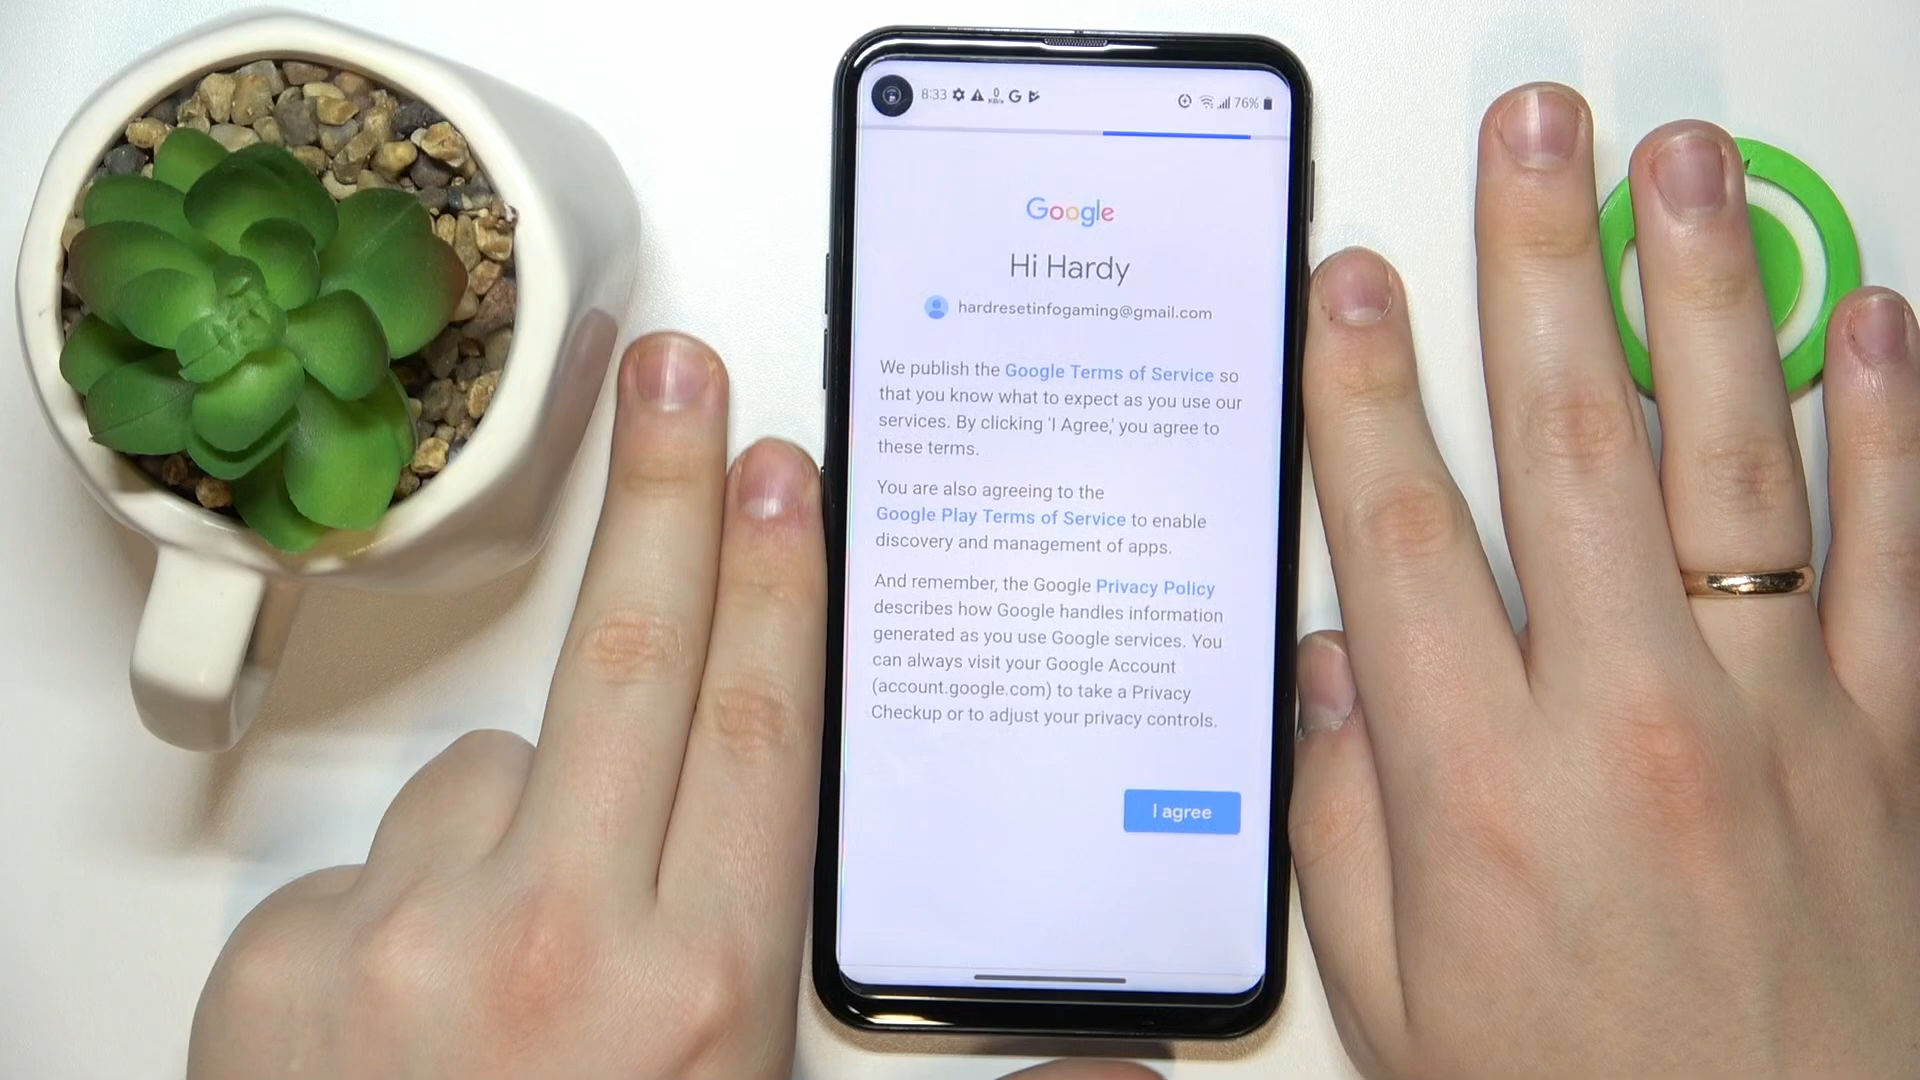 8:33 0 KB/s G 76%
Google
Hi Hardy
hardresetinfogaming@gmail.com
We publish the Google Terms of Service so
that you know what to expect as you use our
services. By clicking 'I Agree,' you agree to
these terms.
You are also agreeing to the
Google Play Terms of Service to enable
discovery and management of apps.
And remember, the Google Privacy Policy
describes how Google handles information
generated as you use Google services. You
can always visit your Google Account
(account.google.com) to take a Privacy
Checkup or to adjust your privacy controls.
I agree